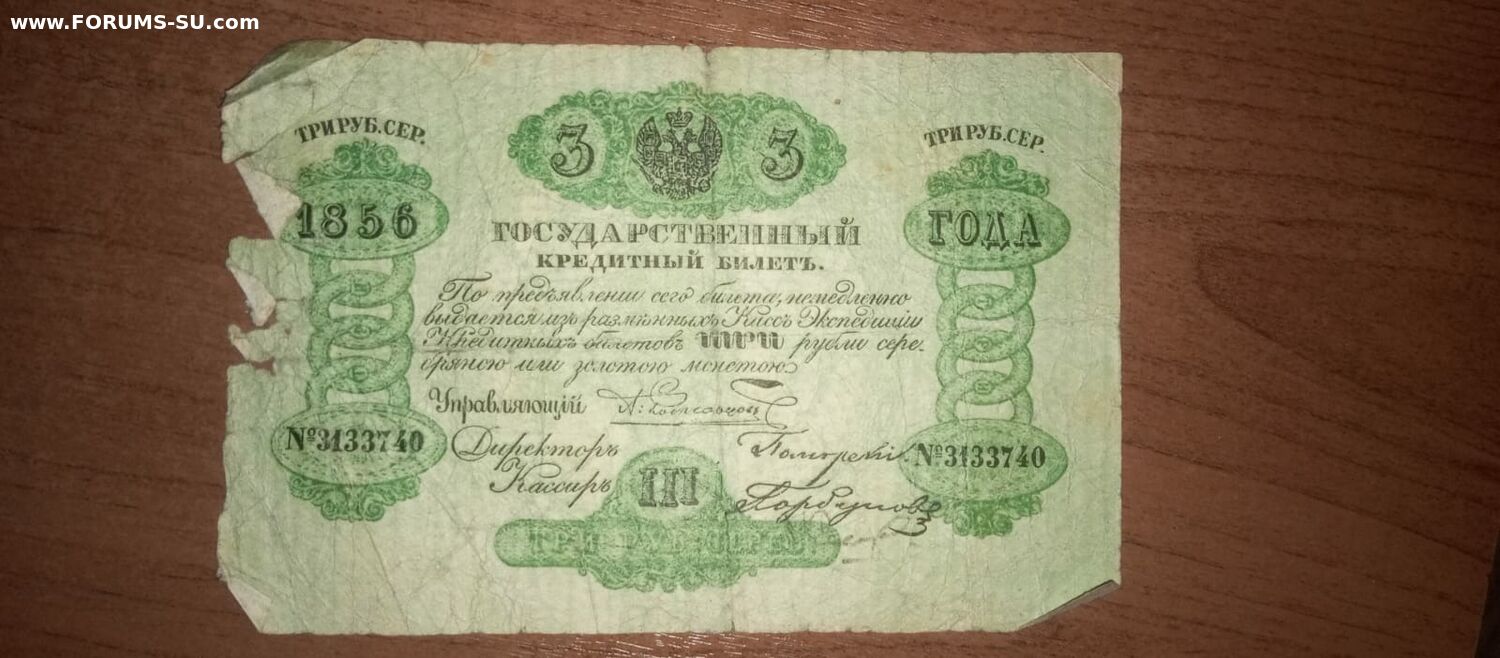 www.FORUMS-SU.com
ТРИ РУБ. СЕР.
ТРИ РУБ. СЕР.
3 3
1856
ГОДА
ГОСУДАРСТВЕННЫЙ
КРЕДИТНЫЙ БИЛЕТЪ.
По предъявленіи сего билета, немедленно
выдается изъ размѣнныхъ Кассъ Экспедиціи
Кредитныхъ билетовъ ТРИ рубли сере-
бряною или золотою монетою
Управляющій
№3133740
№3133740
Директоръ
Кассиръ
Горбуновъ
III